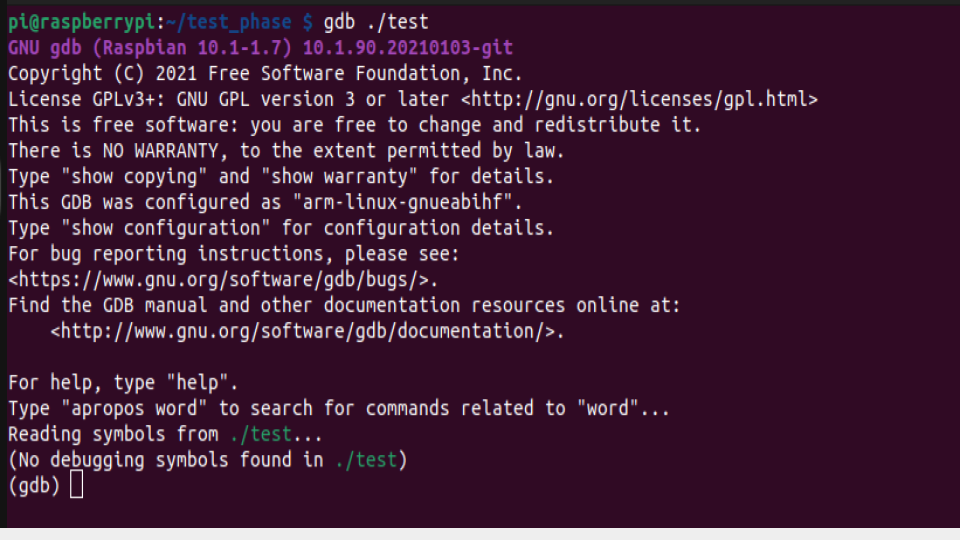 pi@raspberrypi:~/test_phase $ gdb ./test
GNU gdb (Raspbian 10.1-1.7) 10.1.90.20210103-git
Copyright (C) 2021 Free Software Foundation, Inc.
License GPLv3+: GNU GPL version 3 or later <http://gnu.org/licenses/gpl.html>
This is free software: you are free to change and redistribute it.
There is NO WARRANTY, to the extent permitted by law.
Type "show copying" and "show warranty" for details.
This GDB was configured as "arm-linux-gnueabihf".
Type "show configuration" for configuration details.
For bug reporting instructions, please see:
<https://www.gnu.org/software/gdb/bugs/>.
Find the GDB manual and other documentation resources online at:
    <http://www.gnu.org/software/gdb/documentation/>.

For help, type "help".
Type "apropos word" to search for commands related to "word"...
Reading symbols from ./test...
(No debugging symbols found in ./test)
(gdb)